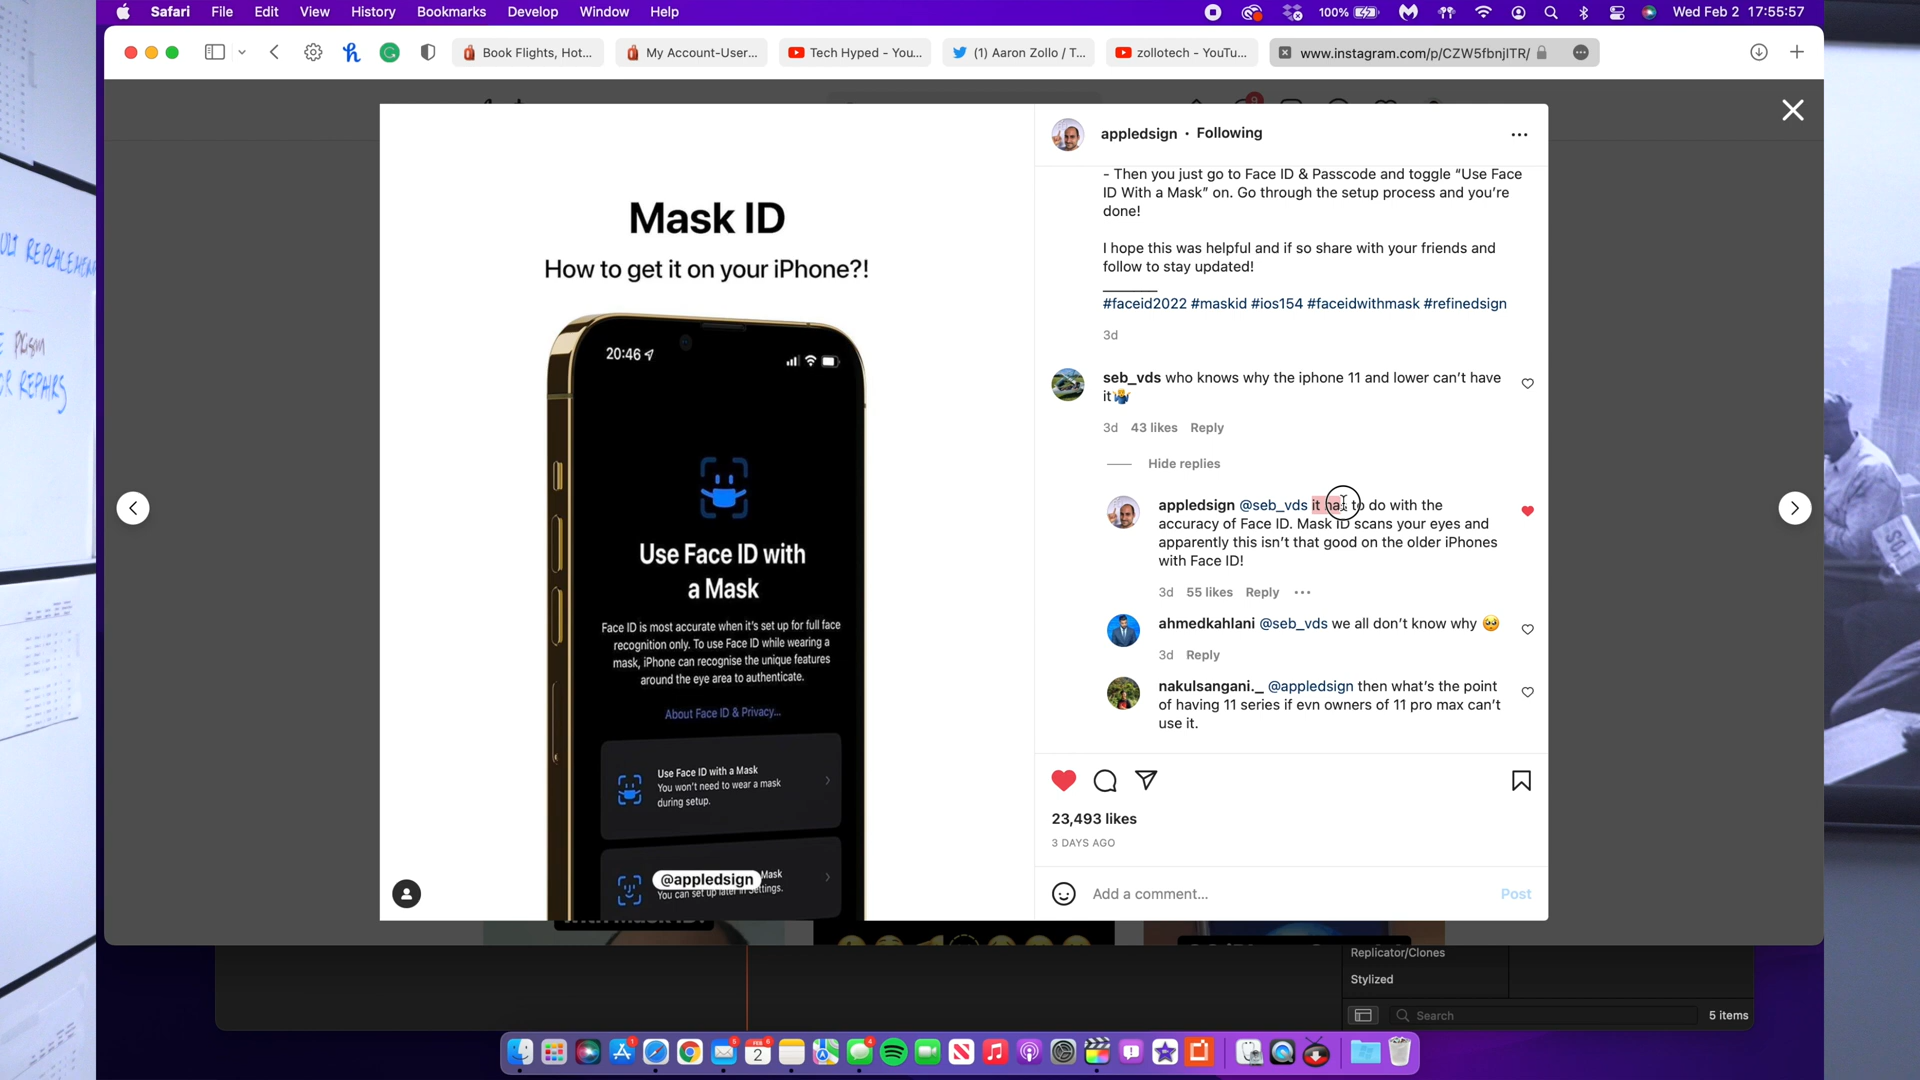 Safari File Edit View History Bookmarks Develop Window Help
100%
Wed Feb 2 17:55:57
Book Flights, Hot...
My Account-User...
Tech Hyped - You...
(1) Aaron Zollo / T...
zollotech - YouTu...
www.instagram.com/p/CZW5fbnjITR/
Mask ID
How to get it on your iPhone?!
20:46
Use Face ID with
a Mask
Face ID is most accurate when it's set up for full face
recognition only. To use Face ID while wearing a
mask, iPhone can recognise the unique features
around the eye area to authenticate.
About Face ID & Privacy...
Use Face ID with a Mask
You won't need to wear a mask
during setup.
Mask
@appledsign
You can set up later in Settings.
appledsign • Following
- Then you just go to Face ID & Passcode and toggle “Use Face
ID With a Mask” on. Go through the setup process and you’re
done!
I hope this was helpful and if so share with your friends and
follow to stay updated!
#faceid2022 #maskid #ios154 #faceidwithmask #refinedsign
3d
seb_vds who knows why the iphone 11 and lower can’t have
it🤷‍♂️
3d 43 likes Reply
Hide replies
appledsign @seb_vds it has to do with the
accuracy of Face ID. Mask ID scans your eyes and
apparently this isn’t that good on the older iPhones
with Face ID!
3d 55 likes Reply
ahmedkahlani @seb_vds we all don’t know why 🥺
3d Reply
nakulsangani._ @appledsign then what’s the point
of having 11 series if evn owners of 11 pro max can’t
use it.
23,493 likes
3 DAYS AGO
Add a comment...
Post
Replicator/Clones
Stylized
Search
5 items
FEB
2
REPLACEMEN
REPAIRS